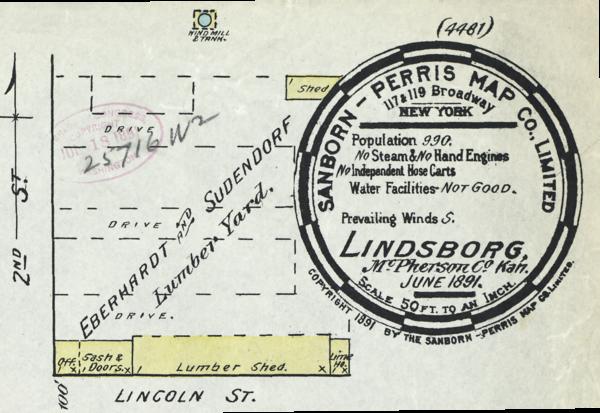 (4481)
WIND MILL
& TANK.
Shed
SANBORN - PERRIS MAP CO., LIMITED
117 & 119 Broadway
NEW YORK
Population 990.
No Steam & No Hand Engines
No Independent Hose Carts
Water Facilities - NOT GOOD.
Prevailing Winds S.
LINDSBORG,
McPherson Co Kan.
JUNE 1891.
SCALE 50 FT. TO AN INCH.
COPYRIGHT 1891 BY THE SANBORN-PERRIS MAP CO. LIMITED.
DRIVE
25716 W2
DRIVE
DRIVE.
EBERHARDT AND SUDENDORF
Lumber Yard.
2ND ST.
Off.
Sash &
Doors. x
Lumber Shed. x
Lime
Ho. x
100'
LINCOLN ST.